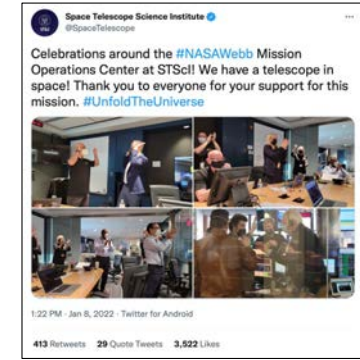 Space Telescope Science Institute
@SpaceTelescope
Celebrations around the #NASAWebb Mission
Operations Center at STScI! We have a telescope in
space! Thank you to everyone for your support for this
mission. #UnfoldTheUniverse
1:22 PM · Jan 8, 2022 · Twitter for Android
413 Retweets 29 Quote Tweets 3,522 Likes